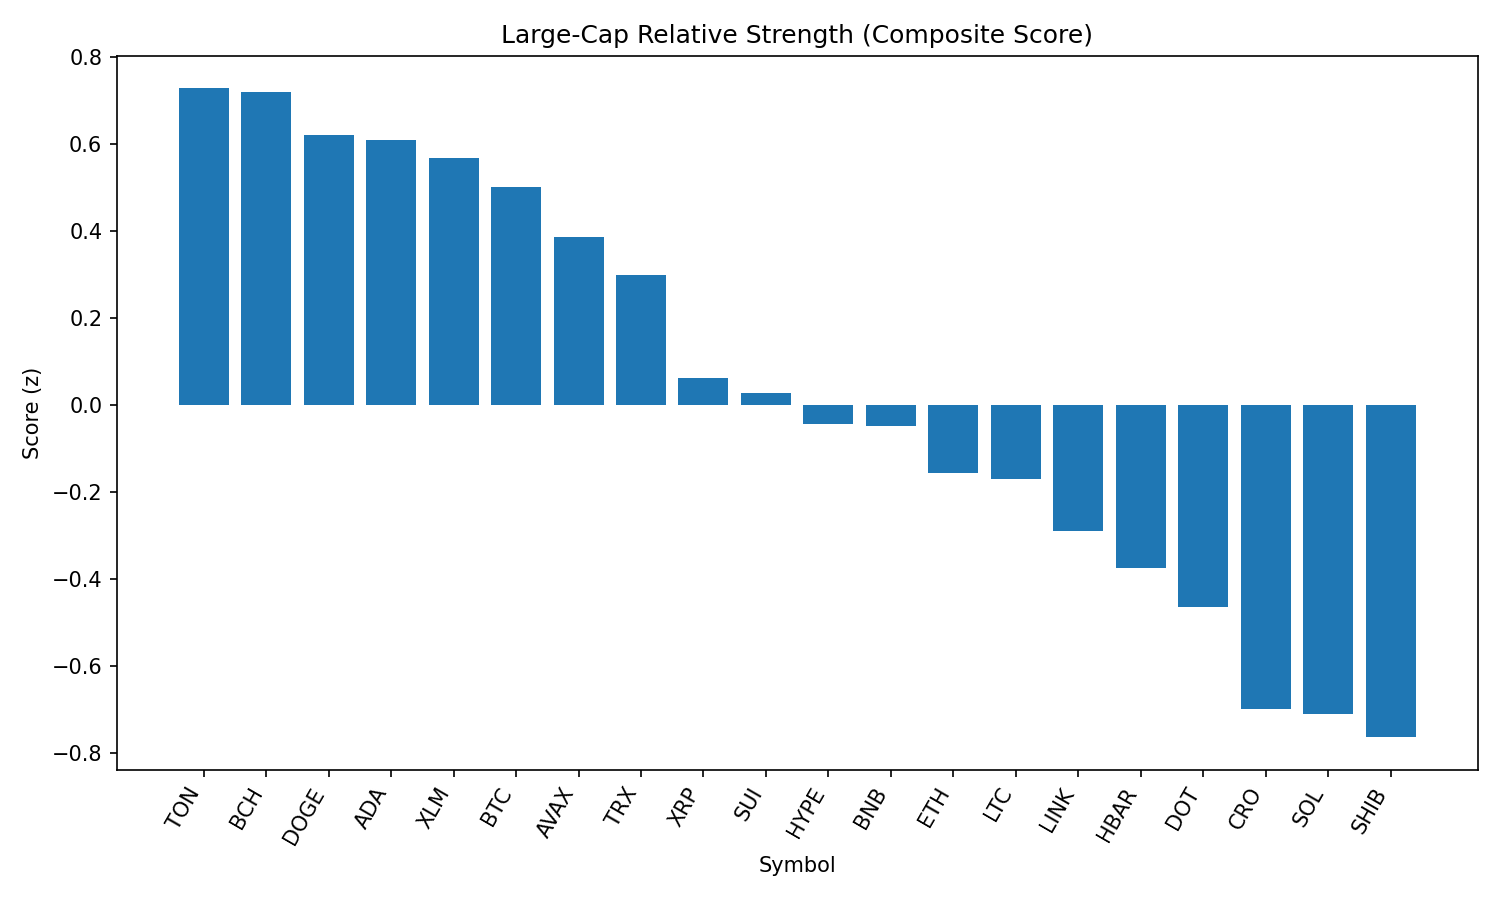 Large-Cap Relative Strength (Composite Score)
0.8
0.6
0.4
0.2
0.0
−0.2
−0.4
−0.6
−0.8
Score (z)
TON
BCH
DOGE
ADA
XLM
BTC
AVAX
TRX
XRP
SUI
HYPE
BNB
ETH
LTC
LINK
HBAR
DOT
CRO
SOL
SHIB
Symbol